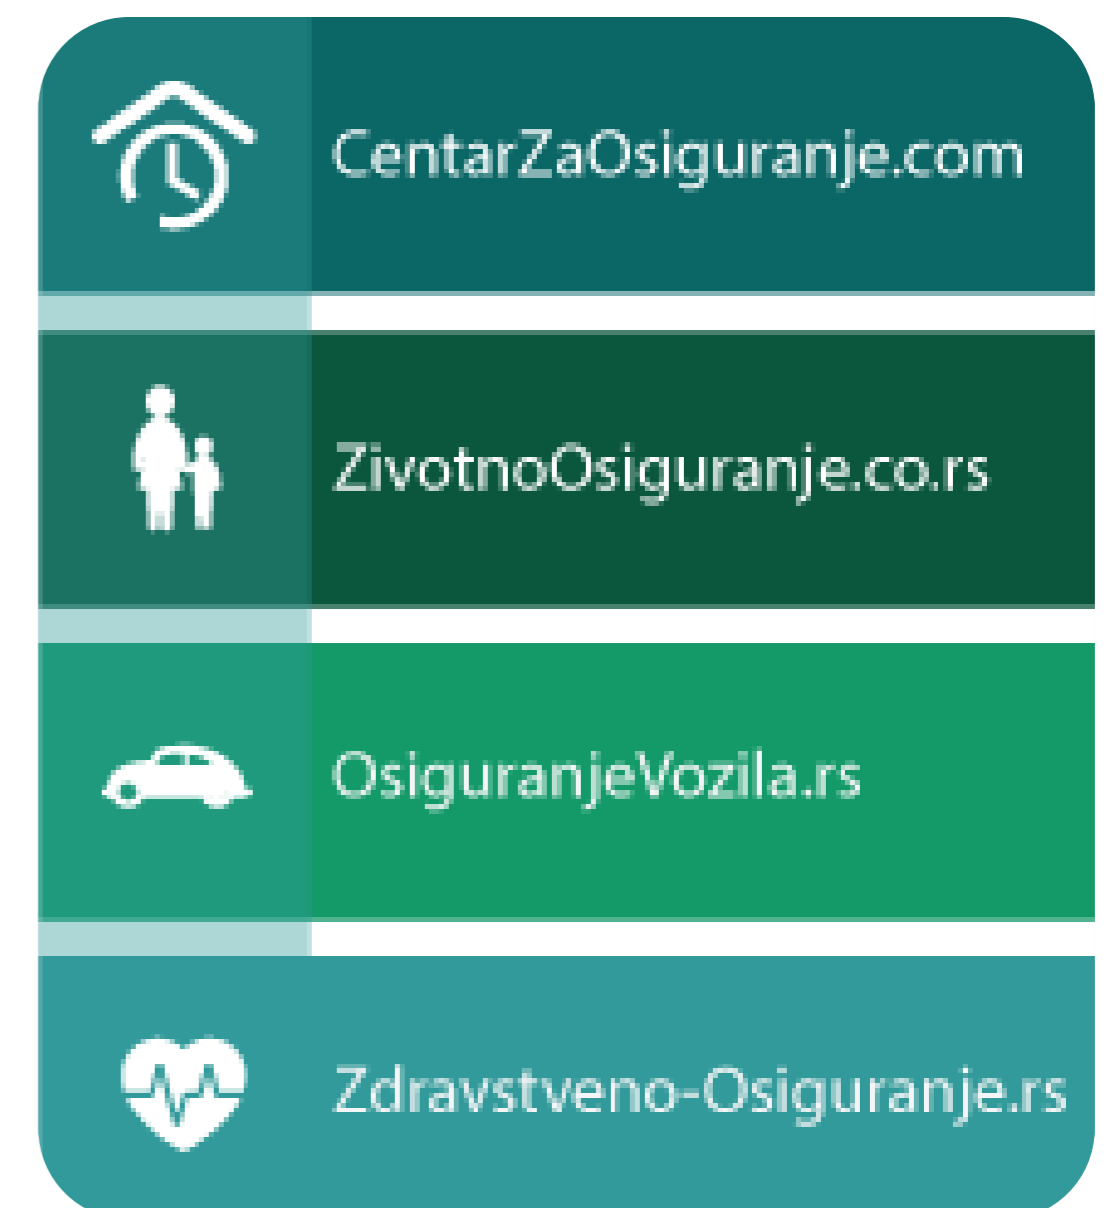 CentarZaOsiguranje.com
ZivotnoOsiguranje.co.rs
OsiguranjeVozila.rs
Zdravstveno-Osiguranje.rs